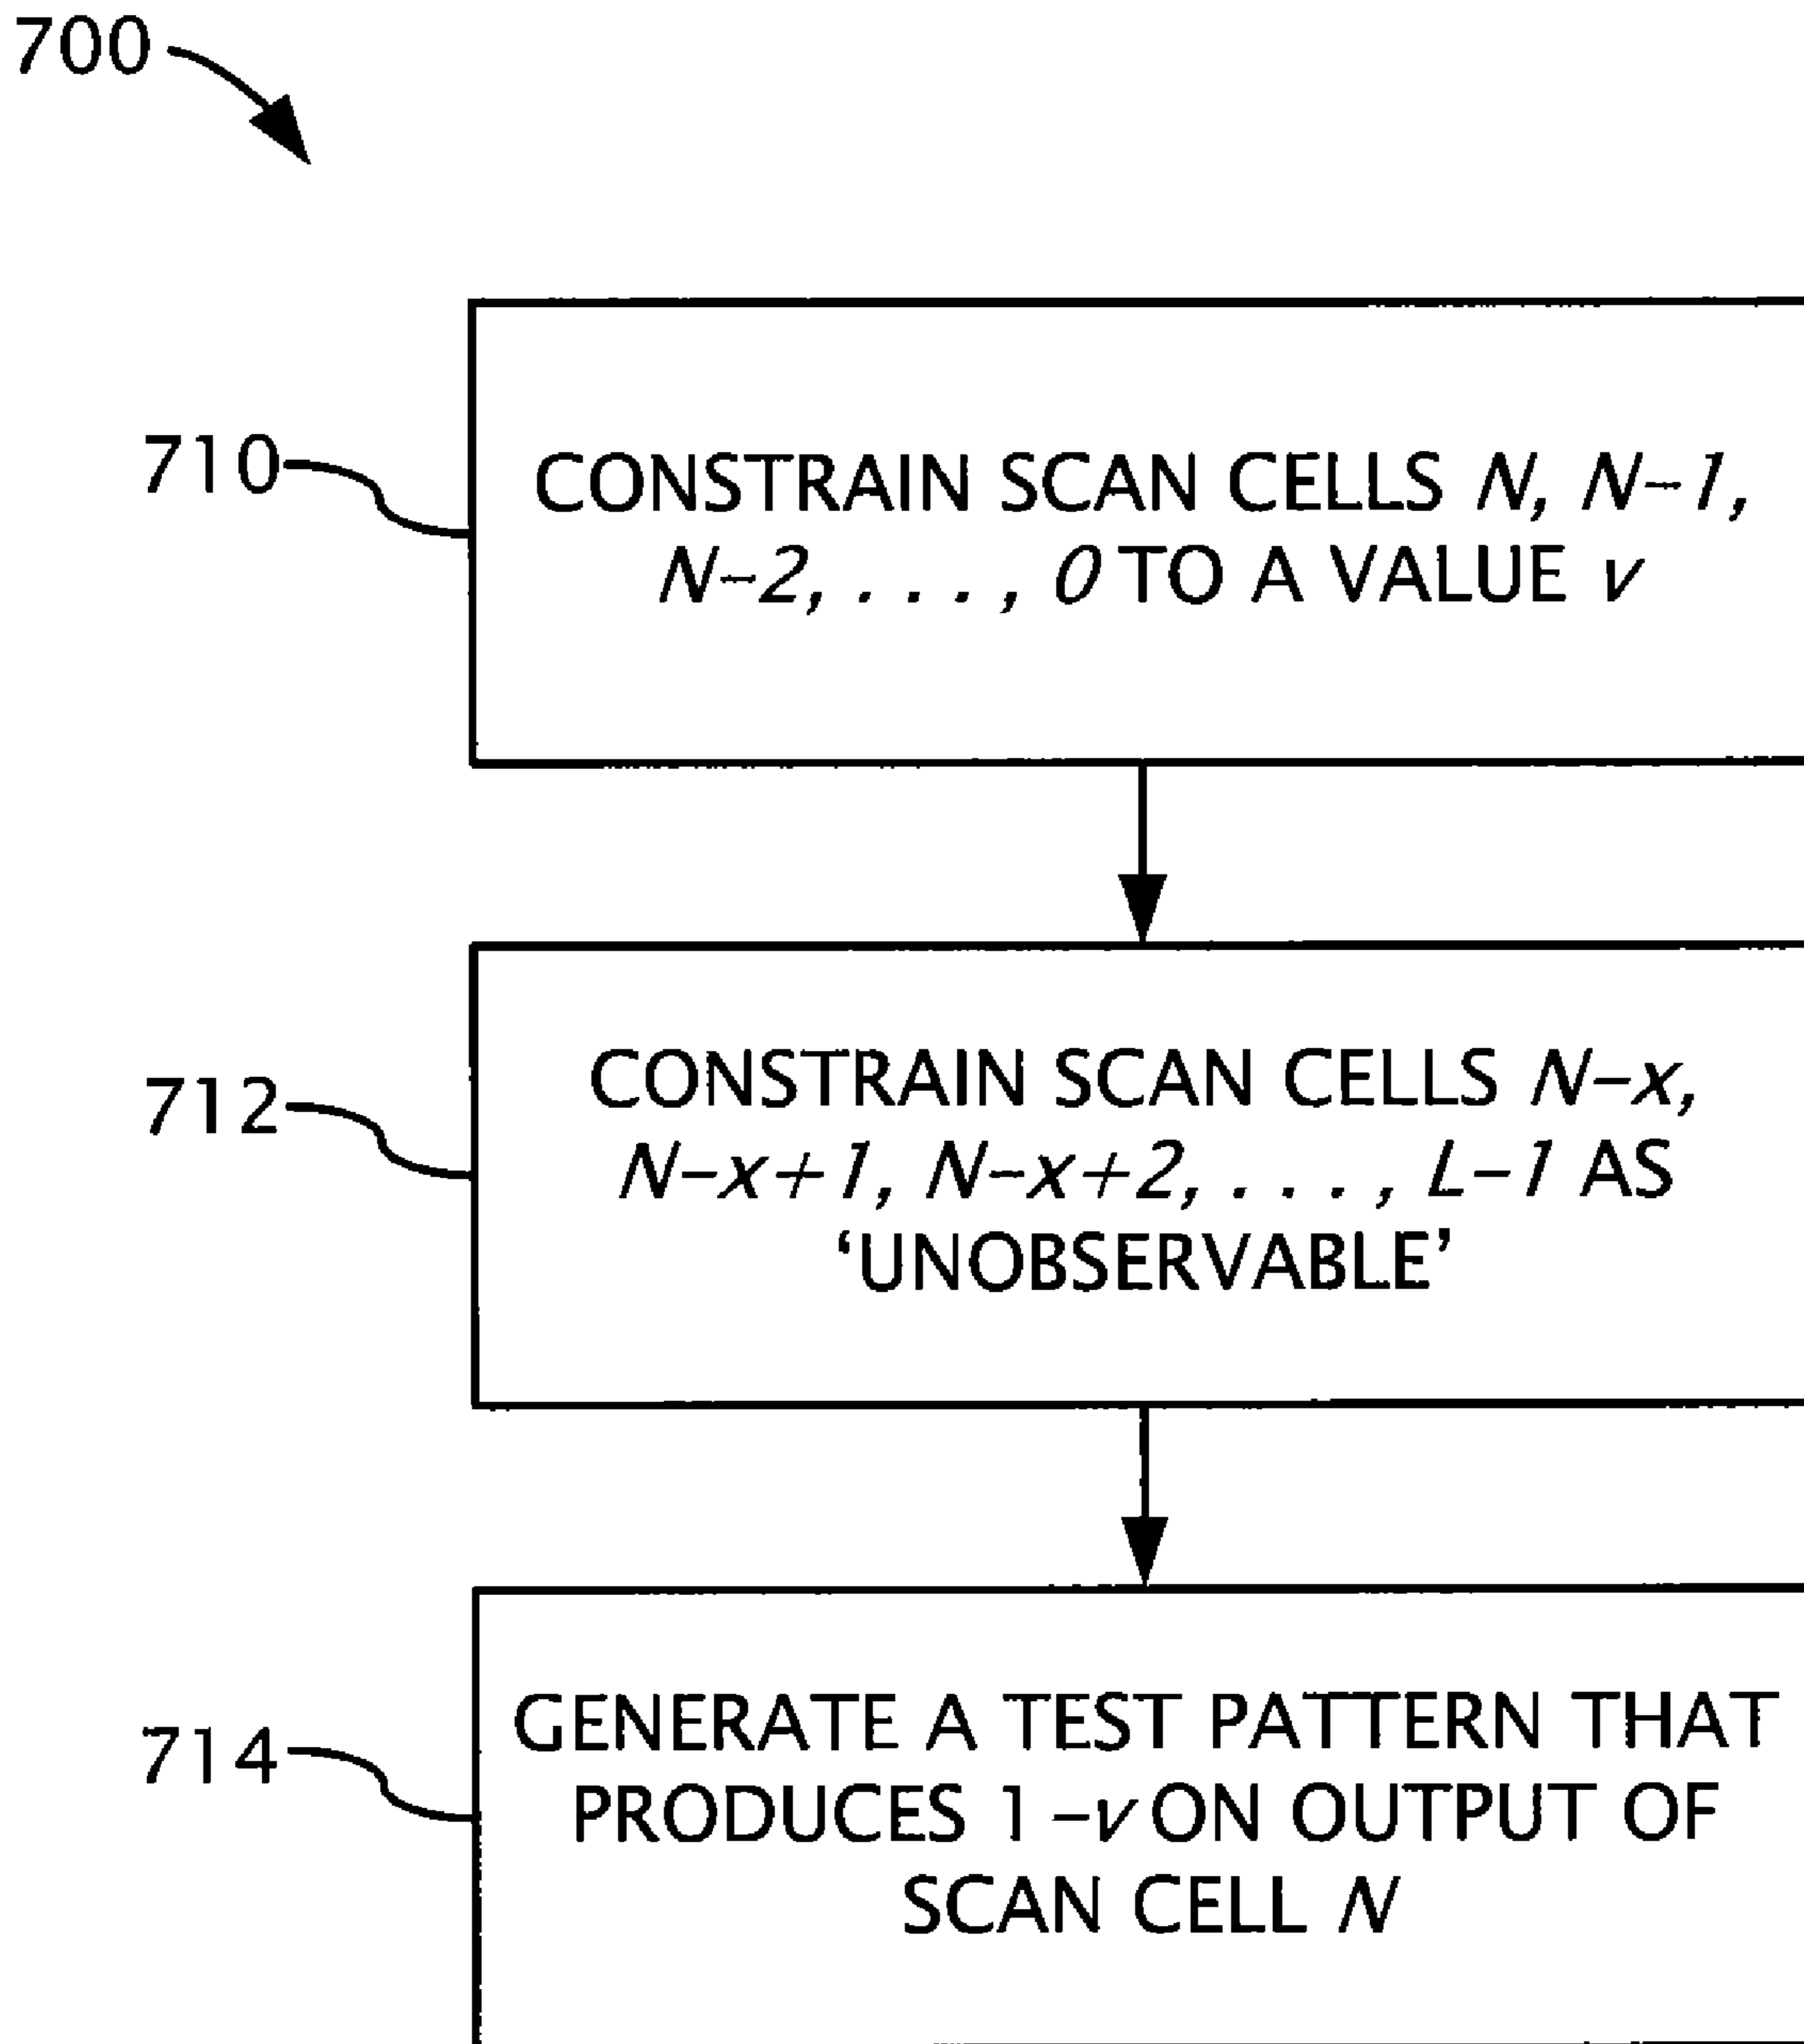 700
710
CONSTRAIN SCAN CELLS N, N-1,
N-2, . . . , 0 TO A VALUE v
712
CONSTRAIN SCAN CELLS N-x,
N-x+1, N-x+2, . . . , L-1 AS
‘UNOBSERVABLE’
714
GENERATE A TEST PATTERN THAT
PRODUCES 1-v ON OUTPUT OF
SCAN CELL N